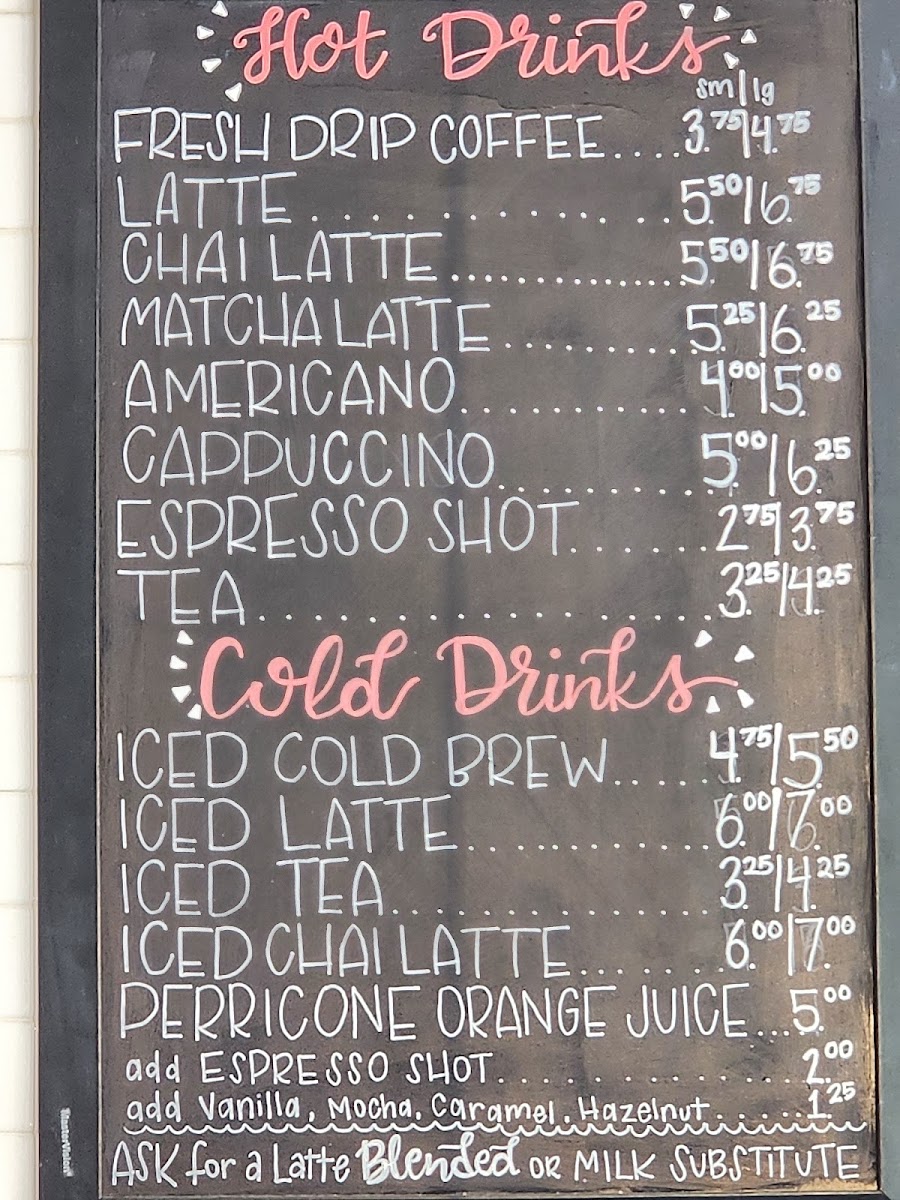 Hot Drinks
sm|lg
FRESH DRIP COFFEE....3.75|4.75
LATTE..............5.50|6.75
CHAI LATTE..............5.50|6.75
MATCHA LATTE..........5.25|6.25
AMERICANO............4.00|5.00
CAPPUCCINO..........5.00|6.25
ESPRESSO SHOT.......2.75|3.75
TEA.................3.25|4.25
Cold Drinks
ICED COLD BREW.....4.75|5.50
ICED LATTE............6.00|7.00
ICED TEA..............3.25|4.25
ICED CHAI LATTE.......6.00|7.00
PERRICONE ORANGE JUICE...5.00
add ESPRESSO SHOT..............2.00
add Vanilla, Mocha, Caramel, Hazelnut......1.25
ASK for a Latte Blended OR MILK SUBSTITUTE